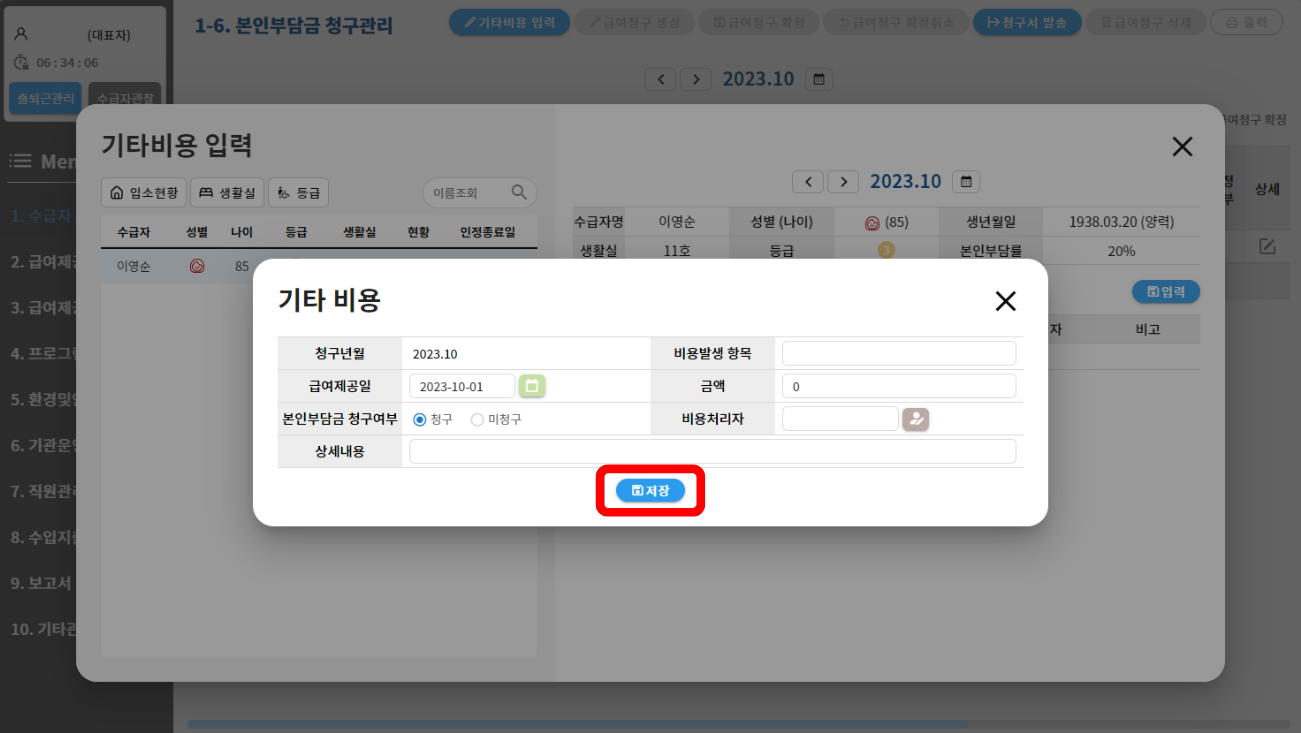 (대표자)
06 : 34 : 06
출퇴근관리 수급자관찰
1-6. 본인부담금 청구관리
기타비용 입력 급여청구 생성 급여청구 확정 급여청구 확정취소 청구서 발송 급여청구 삭제 출력
2023.10
여청구 확정
상세
Men
1. 수급자
2. 급여제공
3. 급여제공
4. 프로그램
5. 환경및
6. 기관운영
7. 직원관리
8. 수입지출
9. 보고서
10. 기타관
기타비용 입력
입소현황 생활실 등급 이름조회
수급자 성별 나이 등급 생활실 현황 인정종료일
이영순 85
2023.10
수급자명 이영순 성별 (나이) (85) 생년월일 1938.03.20 (양력)
생활실 11호 등급 3 본인부담률 20%
입력
자 비고
기타 비용
청구년월 2023.10 비용발생 항목
급여제공일 2023-10-01 금액 0
본인부담금 청구여부 청구 미청구 비용처리자
상세내용
저장